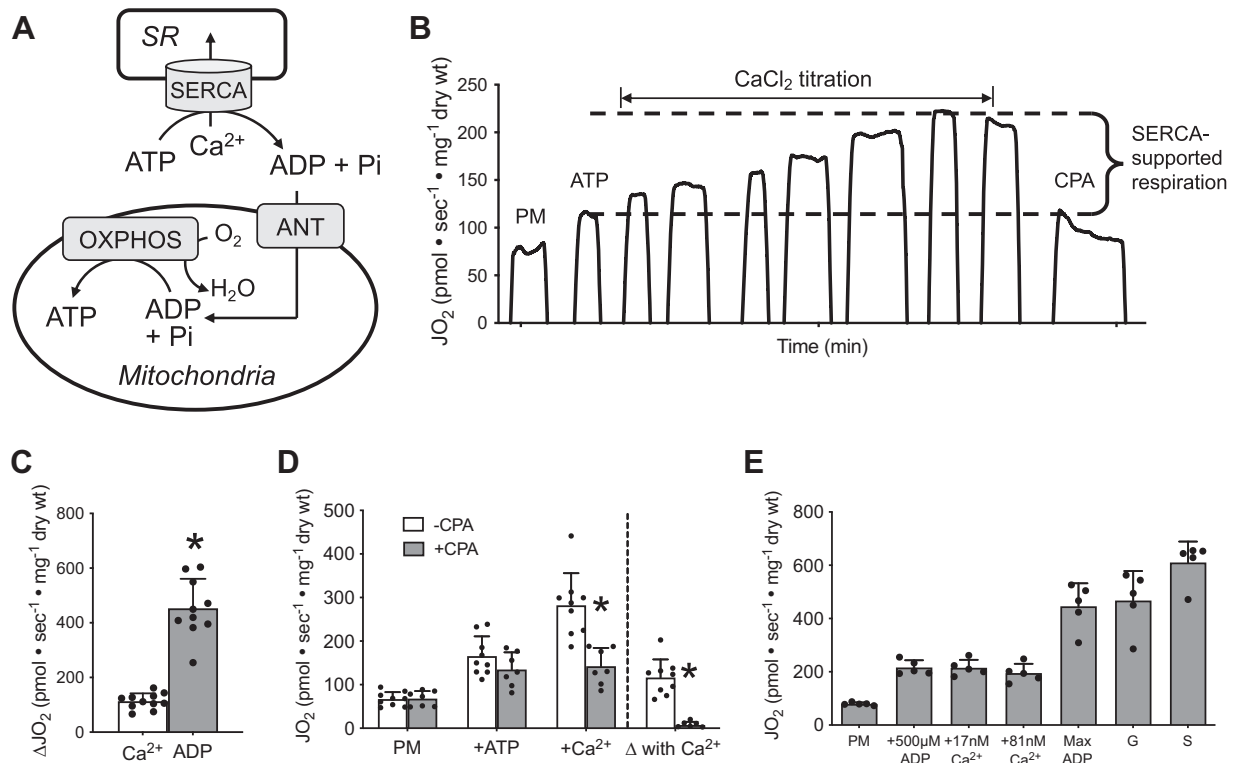 A
SR
SERCA
Ca²⁺
ATP
ADP + Pi
ANT
OXPHOS
O₂
H₂O
ATP
ADP
+ Pi
Mitochondria
B
JO₂ (pmol • sec⁻¹ • mg⁻¹ dry wt)
250
200
150
100
50
0
CaCl₂ titration
PM
ATP
CPA
SERCA-
supported
respiration
Time (min)
C
ΔJO₂ (pmol • sec⁻¹ • mg⁻¹ dry wt)
800
600
400
200
0
*
Ca²⁺ ADP
D
JO₂ (pmol • sec⁻¹ • mg⁻¹ dry wt)
500
400
300
200
100
0
-CPA
+CPA
*
*
PM +ATP +Ca²⁺ Δ with Ca²⁺
E
JO₂ (pmol • sec⁻¹ • mg⁻¹ dry wt)
800
600
400
200
0
PM +500µM +17nM +81nM Max G S
ADP Ca²⁺ Ca²⁺ ADP